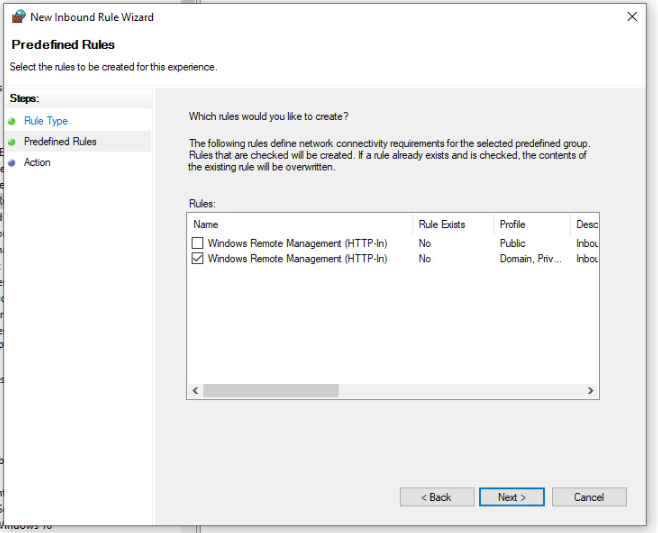 New Inbound Rule Wizard
Predefined Rules
Select the rules to be created for this experience.
Steps:
Rule Type
Predefined Rules
Action
Which rules would you like to create?
The following rules define network connectivity requirements for the selected predefined group.
Rules that are checked will be created. If a rule already exists and is checked, the contents of
the existing rule will be overwritten.
Rules:
Name Rule Exists Profile Desc
Windows Remote Management (HTTP-In) No Public Inbou
Windows Remote Management (HTTP-In) No Domain, Priv... Inbou
< Back Next > Cancel